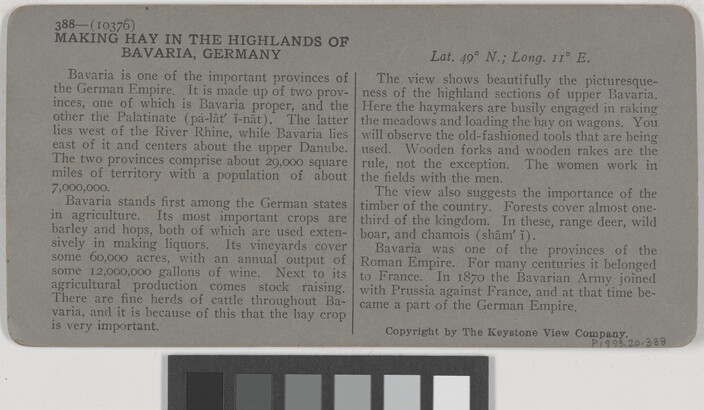 388—(10376)
MAKING HAY IN THE HIGHLANDS OF
BAVARIA, GERMANY
Bavaria is one of the important provinces of
the German Empire. It is made up of two prov-
inces, one of which is Bavaria proper, and the
other the Palatinate (pȧ-lăt′ ĭ-nāt). The latter
lies west of the River Rhine, while Bavaria lies
east of it and centers about the upper Danube.
The two provinces comprise about 29,000 square
miles of territory with a population of about
7,000,000.
Bavaria stands first among the German states
in agriculture. Its most important crops are
barley and hops, both of which are used exten-
sively in making liquors. Its vineyards cover
some 60,000 acres, with an annual output of
some 12,000,000 gallons of wine. Next to its
agricultural production comes stock raising.
There are fine herds of cattle throughout Ba-
varia, and it is because of this that the hay crop
is very important.
Lat. 49° N.; Long. 11° E.
The view shows beautifully the picturesque-
ness of the highland sections of upper Bavaria.
Here the haymakers are busily engaged in raking
the meadows and loading the hay on wagons. You
will observe the old-fashioned tools that are being
used. Wooden forks and wooden rakes are the
rule, not the exception. The women work in
the fields with the men.
The view also suggests the importance of the
timber of the country. Forests cover almost one-
third of the kingdom. In these, range deer, wild
boar, and chamois (shăm′ ĭ).
Bavaria was one of the provinces of the
Roman Empire. For many centuries it belonged
to France. In 1870 the Bavarian Army joined
with Prussia against France, and at that time be-
came a part of the German Empire.
Copyright by The Keystone View Company.
P1973.20.388